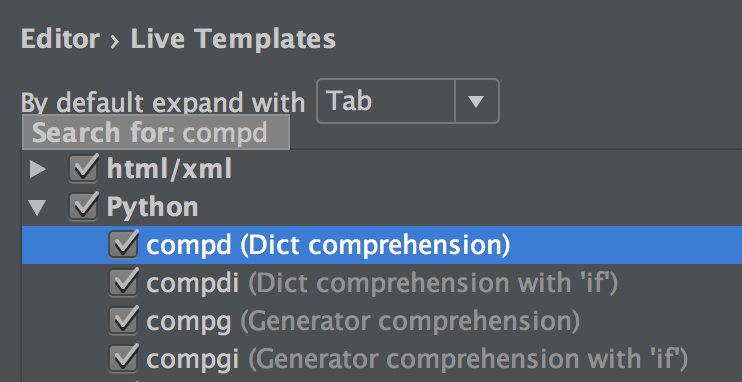 Editor › Live Templates
By default expand with Tab
Search for: compd
html/xml
Python
compd (Dict comprehension)
compdi (Dict comprehension with 'if')
compg (Generator comprehension)
compgi (Generator comprehension with 'if')